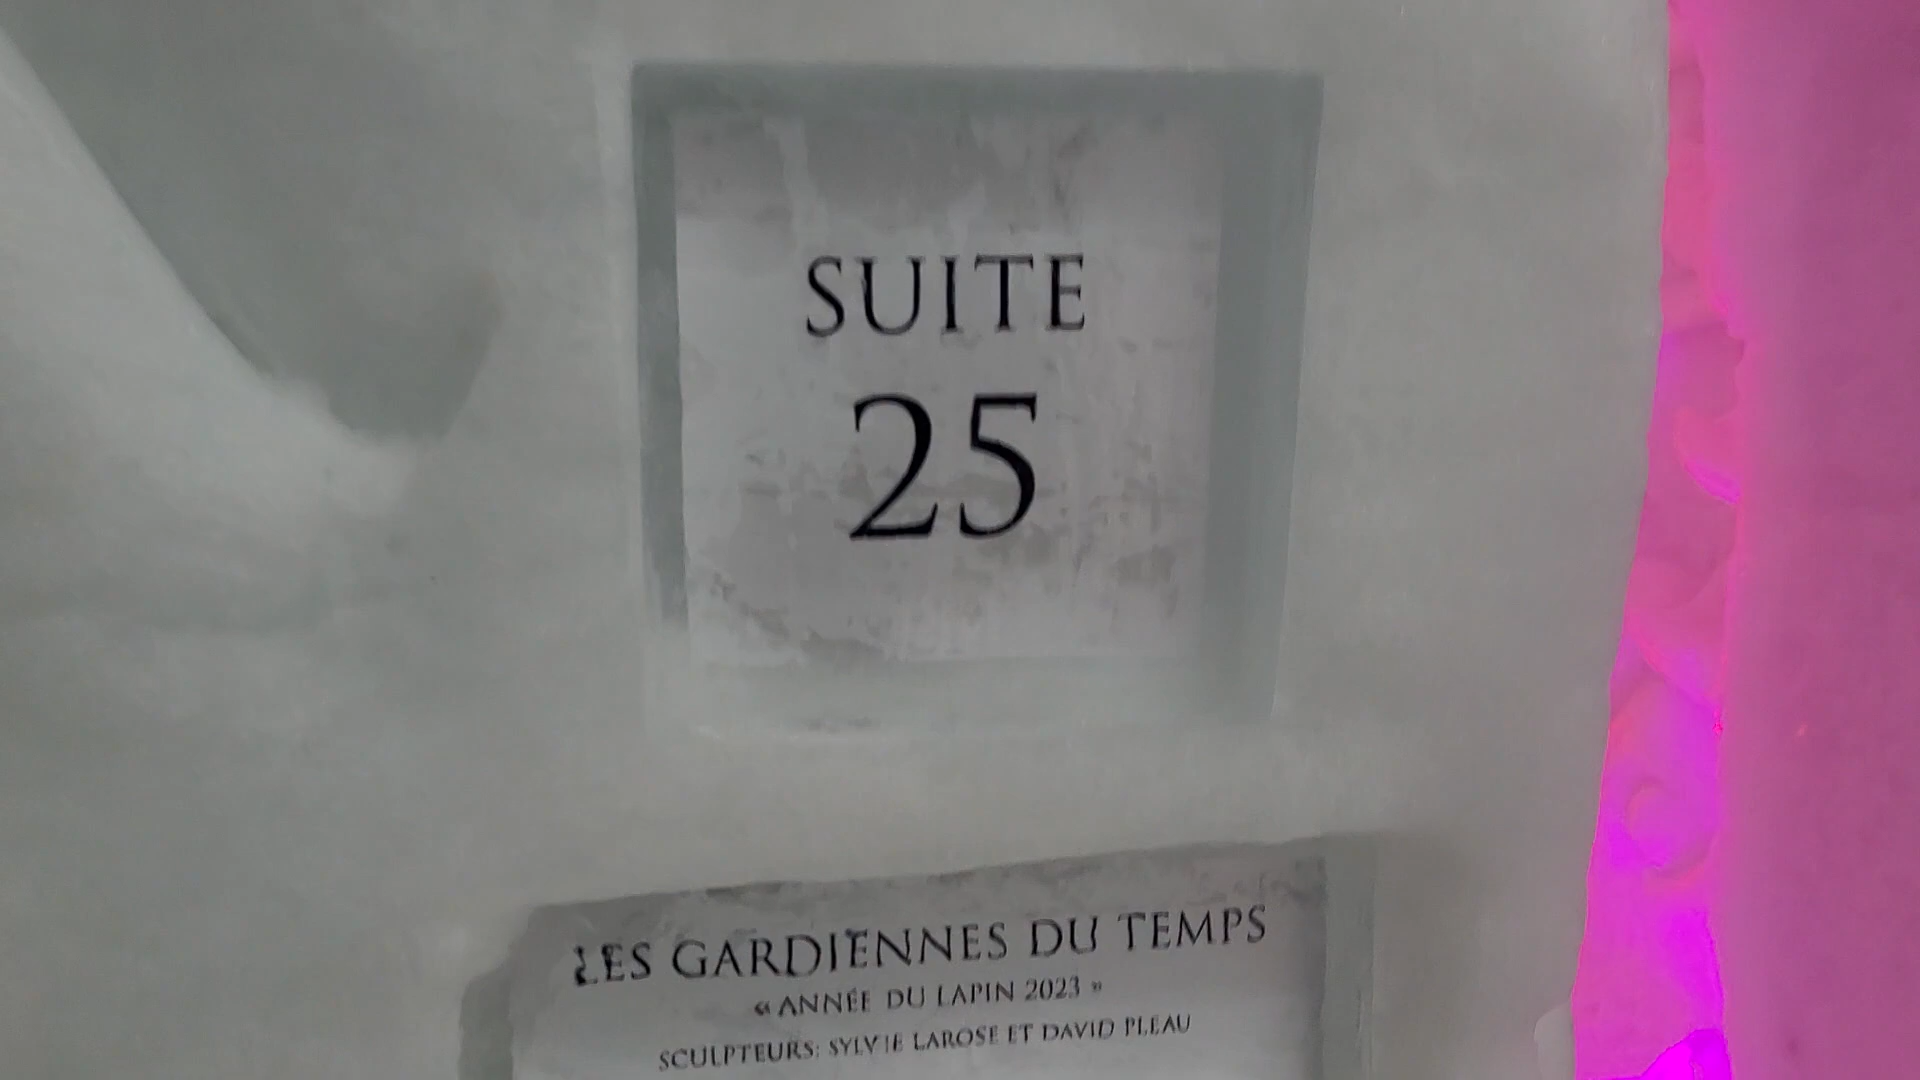 SUITE
25
LES GARDIENNES DU TEMPS
« ANNÉE DU LAPIN 2023 »
SCULPTEURS: SYLVIE LAROSE ET DAVID PLEAU